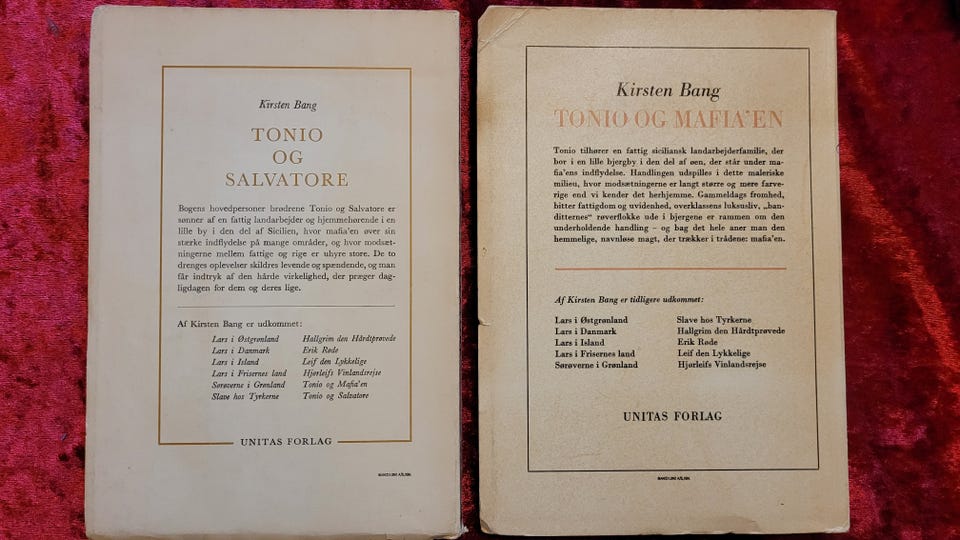 Kirsten Bang
TONIO
OG
SALVATORE
Bogens hovedpersoner brødrene Tonio og Salvatore er
sønner af en fattig landarbejder og hjemmehørende i en
lille by i den del af Sicilien, hvor mafia'en øver sin
stærke indflydelse på mange områder, og hvor modsæt-
ningerne mellem fattige og rige er uhyre store. De to
drenges oplevelser skildres levende og spændende, og man
får indtryk af den hårde virkelighed, der præger dag-
ligdagen for dem og deres lige.
Af Kirsten Bang er udkommet:
Lars i Østgrønland
Lars i Danmark
Lars i Island
Lars i Frisernes land
Sørøverne i Grønland
Slave hos Tyrkerne
Hallgrim den Hårdtprøvede
Erik Røde
Leif den Lykkelige
Hjørleifs Vinlandsrejse
Tonio og Mafia'en
Tonio og Salvatore
UNITAS FORLAG
Kirsten Bang
TONIO OG MAFIA'EN
Tonio tilhører en fattig siciliansk landarbejderfamilie, der
bor i en lille bjergby i den del af øen, der står under ma-
fia'ens indflydelse. Handlingen udspilles i dette maleriske
milieu, hvor modsætningerne er langt større og mere farve-
rige end vi kender det herhjemme. Gammeldags fromhed,
bitter fattigdom og uvidenhed, overklassens luksusliv, „ban-
ditternes" røverflokke ude i bjergene er rammen om den
underholdende handling – og bag det hele aner man den
hemmelige, navnløse magt, der trækker i trådene: mafia'en.
Af Kirsten Bang er tidligere udkommet:
Lars i Østgrønland
Lars i Danmark
Lars i Island
Lars i Frisernes land
Sørøverne i Grønland
Slave hos Tyrkerne
Hallgrim den Hårdtprøvede
Erik Røde
Leif den Lykkelige
Hjørleifs Vinlandsrejse
UNITAS FORLAG